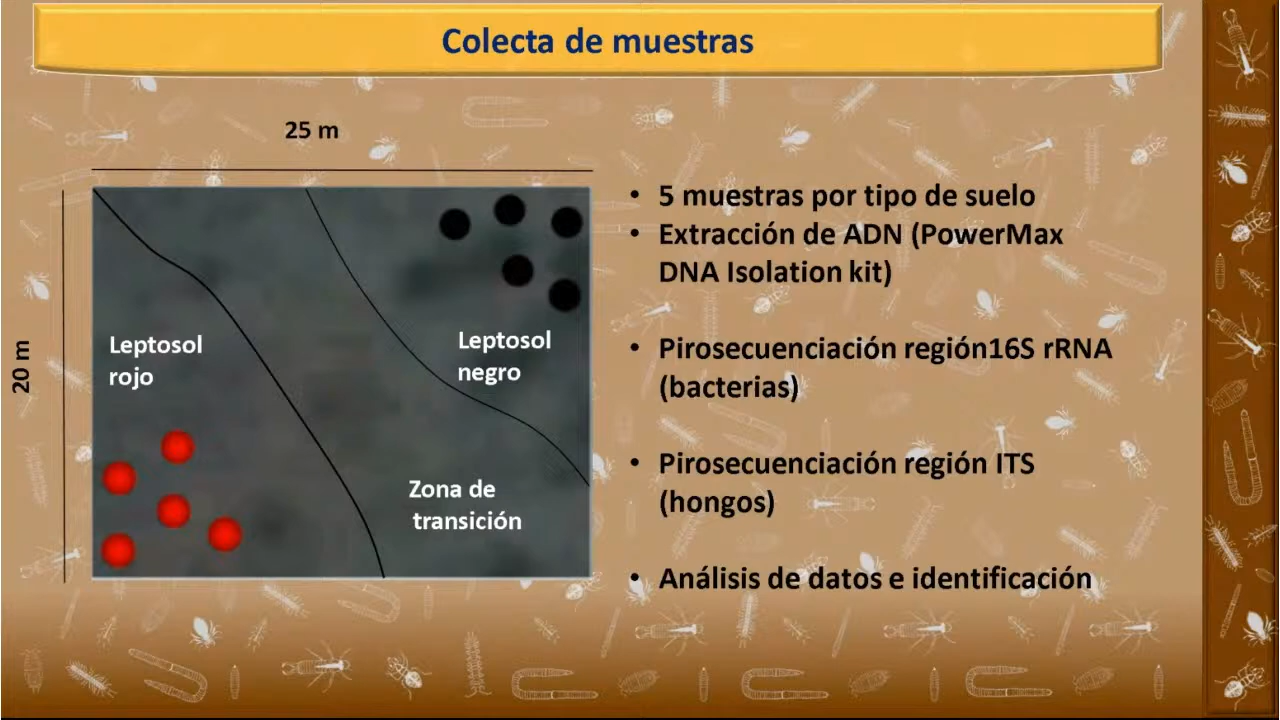 Colecta de muestras
25 m
20 m
Leptosol
rojo
Leptosol
negro
Zona de
transición
• 5 muestras por tipo de suelo
• Extracción de ADN (PowerMax
DNA Isolation kit)
• Pirosecuenciación región16S rRNA
(bacterias)
• Pirosecuenciación región ITS
(hongos)
• Análisis de datos e identificación